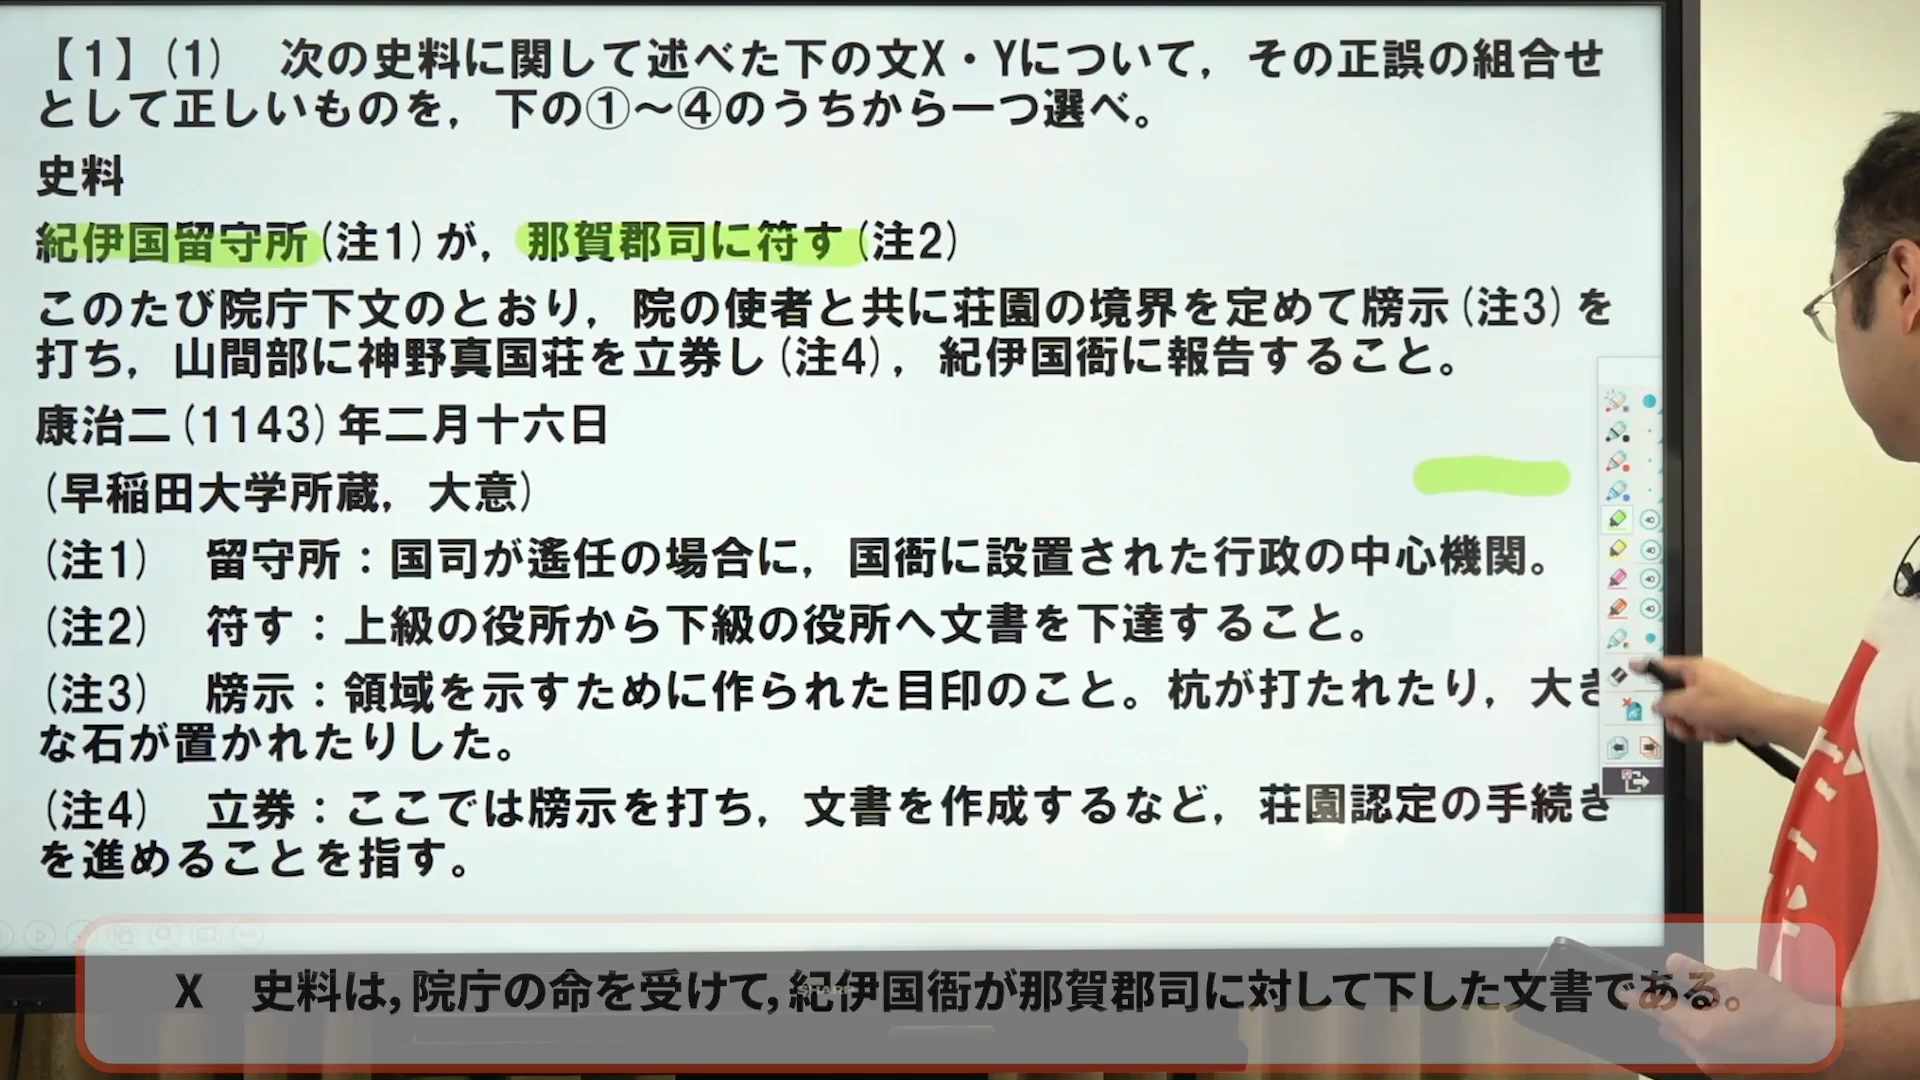 【1】(1)　次の史料に関して述べた下の文X・Yについて，その正誤の組合せ
として正しいものを，下の①～④のうちから一つ選べ。
史料
紀伊国留守所(注1)が，那賀郡司に符す(注2)
このたび院庁下文のとおり，院の使者と共に荘園の境界を定めて牓示(注3)を
打ち，山間部に神野真国荘を立券し(注4)，紀伊国衙に報告すること。
康治二(1143)年二月十六日
(早稲田大学所蔵，大意)
(注1)　留守所：国司が遙任の場合に，国衙に設置された行政の中心機関。
(注2)　符す：上級の役所から下級の役所へ文書を下達すること。
(注3)　牓示：領域を示すために作られた目印のこと。杭が打たれたり，大き
な石が置かれたりした。
(注4)　立券：ここでは牓示を打ち，文書を作成するなど，荘園認定の手続き
を進めることを指す。
X　史料は，院庁の命を受けて，紀伊国衙が那賀郡司に対して下した文書である。
SHARP